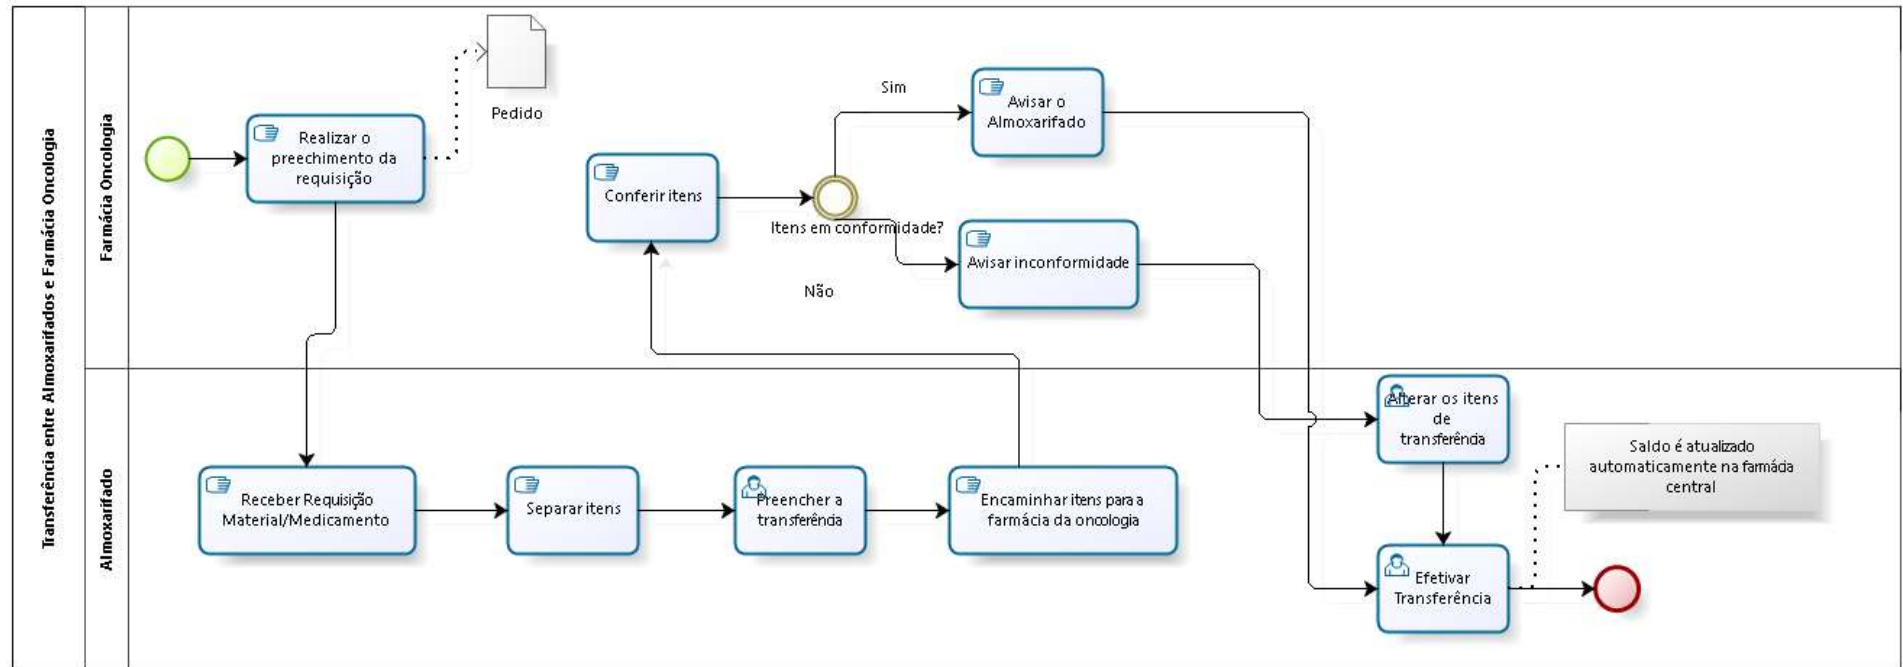 Transferência entre Almoxarifados e Farmácia Oncologia
Farmácia Oncologia
Realizar o
preechimento da
requisição
Pedido
Conferir itens
Itens em conformidade?
Sim
Avisar o
Almoxarifado
Não
Avisar inconformidade
Almoxarifado
Receber Requisição
Material/Medicamento
Separar itens
Preencher a
transferência
Encaminhar itens para a
farmácia da oncologia
Alterar os itens
de
transferência
Efetivar
Transferência
Saldo é atualizado
automaticamente na farmácia
central